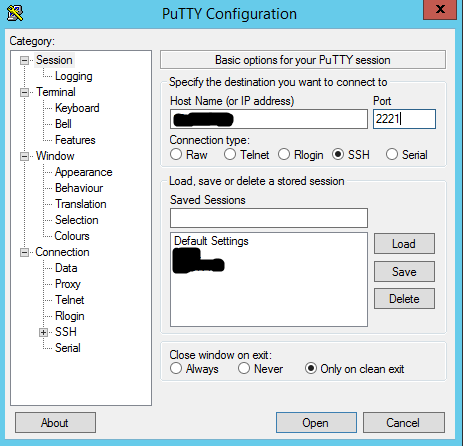 PuTTY Configuration
x
Category:
Session
Logging
Terminal
Keyboard
Bell
Features
Window
Appearance
Behaviour
Translation
Selection
Colours
Connection
Data
Proxy
Telnet
Rlogin
SSH
Serial
Basic options for your PuTTY session
Specify the destination you want to connect to
Host Name (or IP address) Port
2221
Connection type:
Raw Telnet Rlogin SSH Serial
Load, save or delete a stored session
Saved Sessions
Default Settings
Load
Save
Delete
Close window on exit:
Always Never Only on clean exit
About Open Cancel